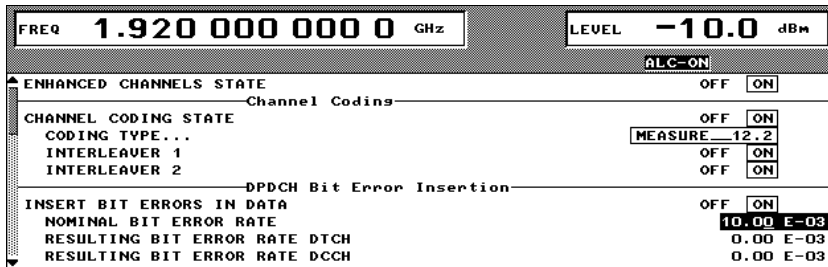 FREQ 1.920 000 000 0 GHz LEVEL -10.0 dBm
ALC-ON
ENHANCED CHANNELS STATE OFF ON
Channel Coding
CHANNEL CODING STATE OFF ON
CODING TYPE... MEASURE__12.2
INTERLEAVER 1 OFF ON
INTERLEAVER 2 OFF ON
DPDCH Bit Error Insertion
INSERT BIT ERRORS IN DATA OFF ON
NOMINAL BIT ERROR RATE 10.00 E-03
RESULTING BIT ERROR RATE DTCH 0.00 E-03
RESULTING BIT ERROR RATE DCCH 0.00 E-03